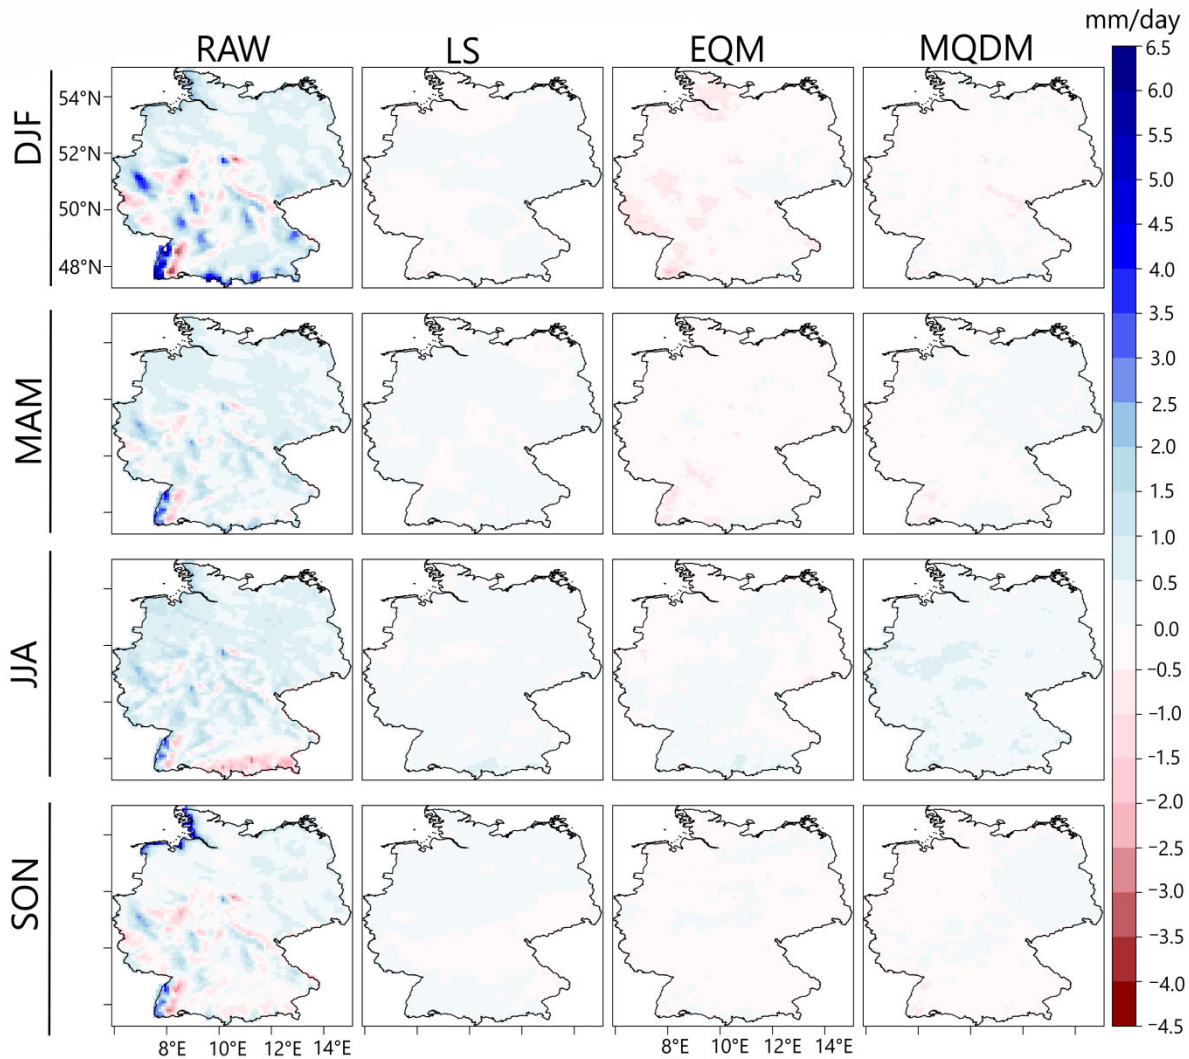 mm/day
RAW LS EQM MQDM
DJF
54°N
52°N
50°N
48°N
MAM
JJA
SON
8°E 10°E 12°E 14°E 8°E 10°E 12°E 14°E
6.5
6.0
5.5
5.0
4.5
4.0
3.5
3.0
2.5
2.0
1.5
1.0
0.5
0.0
−0.5
−1.0
−1.5
−2.0
−2.5
−3.0
−3.5
−4.0
−4.5